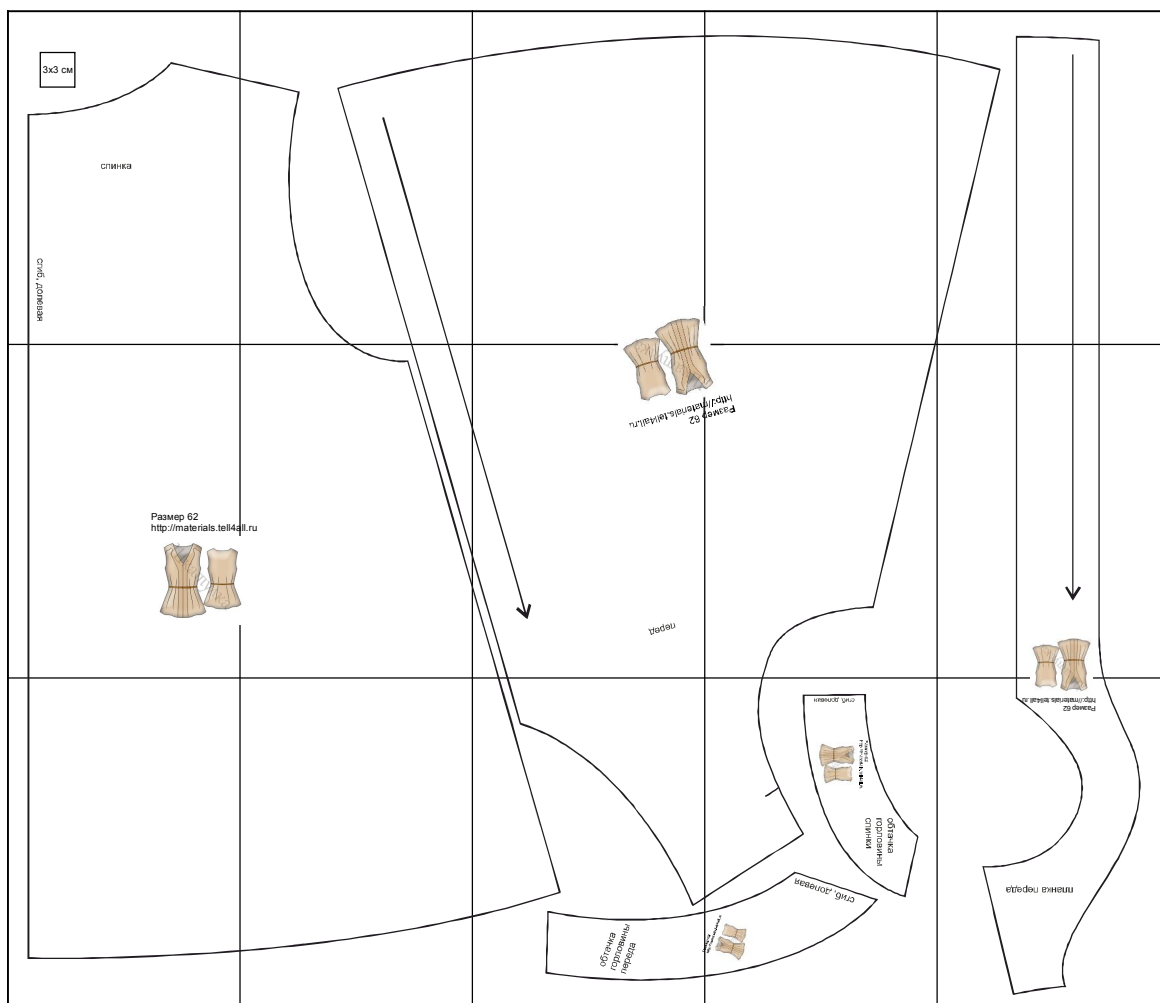 3x3 см
спинка
сгиб, долевая
Размер 62
http://materials.tell4all.ru
Размер 62
http://materials.tell4all.ru
перед
сгиб, долевая
обтачка
горловины
спинки
сгиб, долевая
обтачка
горловины
переда
Размер 62
http://materials.tell4all.ru
планка переда